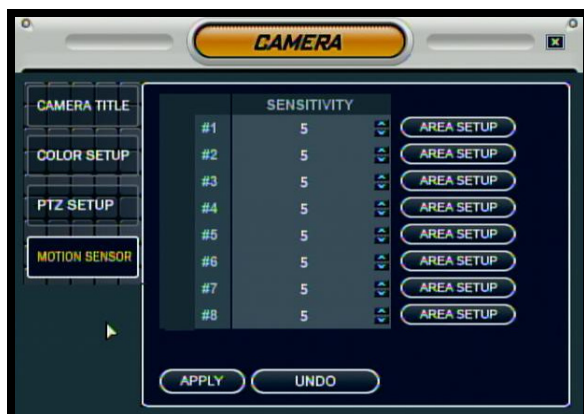 CAMERA
CAMERA TITLE
COLOR SETUP
PTZ SETUP
MOTION SENSOR
SENSITIVITY
#1 5 AREA SETUP
#2 5 AREA SETUP
#3 5 AREA SETUP
#4 5 AREA SETUP
#5 5 AREA SETUP
#6 5 AREA SETUP
#7 5 AREA SETUP
#8 5 AREA SETUP
APPLY UNDO